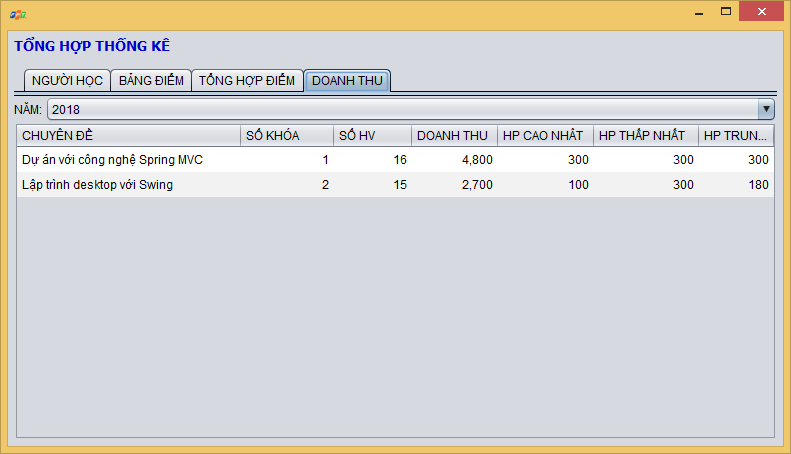 FPT
TỔNG HỢP THỐNG KÊ
NGƯỜI HỌC BẢNG ĐIỂM TỔNG HỢP ĐIỂM DOANH THU
NĂM: 2018
CHUYÊN ĐỀ SỐ KHÓA SỐ HV DOANH THU HP CAO NHẤT HP THẤP NHẤT HP TRUN...
Dự án với công nghệ Spring MVC 1 16 4,800 300 300 300
Lập trình desktop với Swing 2 15 2,700 100 300 180